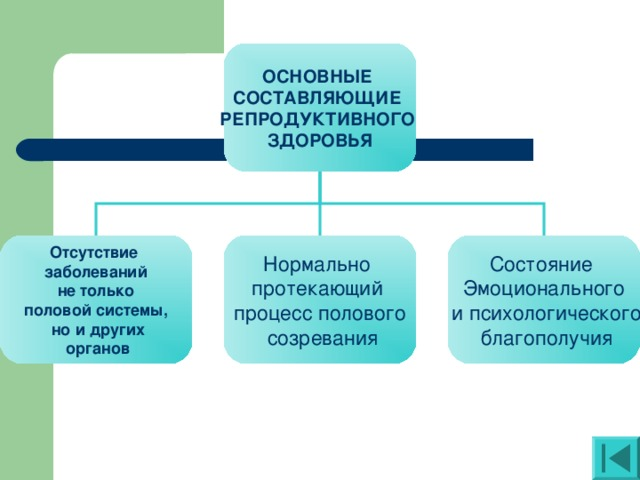 ОСНОВНЫЕ
СОСТАВЛЯЮЩИЕ
РЕПРОДУКТИВНОГО
ЗДОРОВЬЯ
Отсутствие
заболеваний
не только
половой системы,
но и других
органов
Нормально
протекающий
процесс полового
созревания
Состояние
Эмоционального
и психологического
благополучия